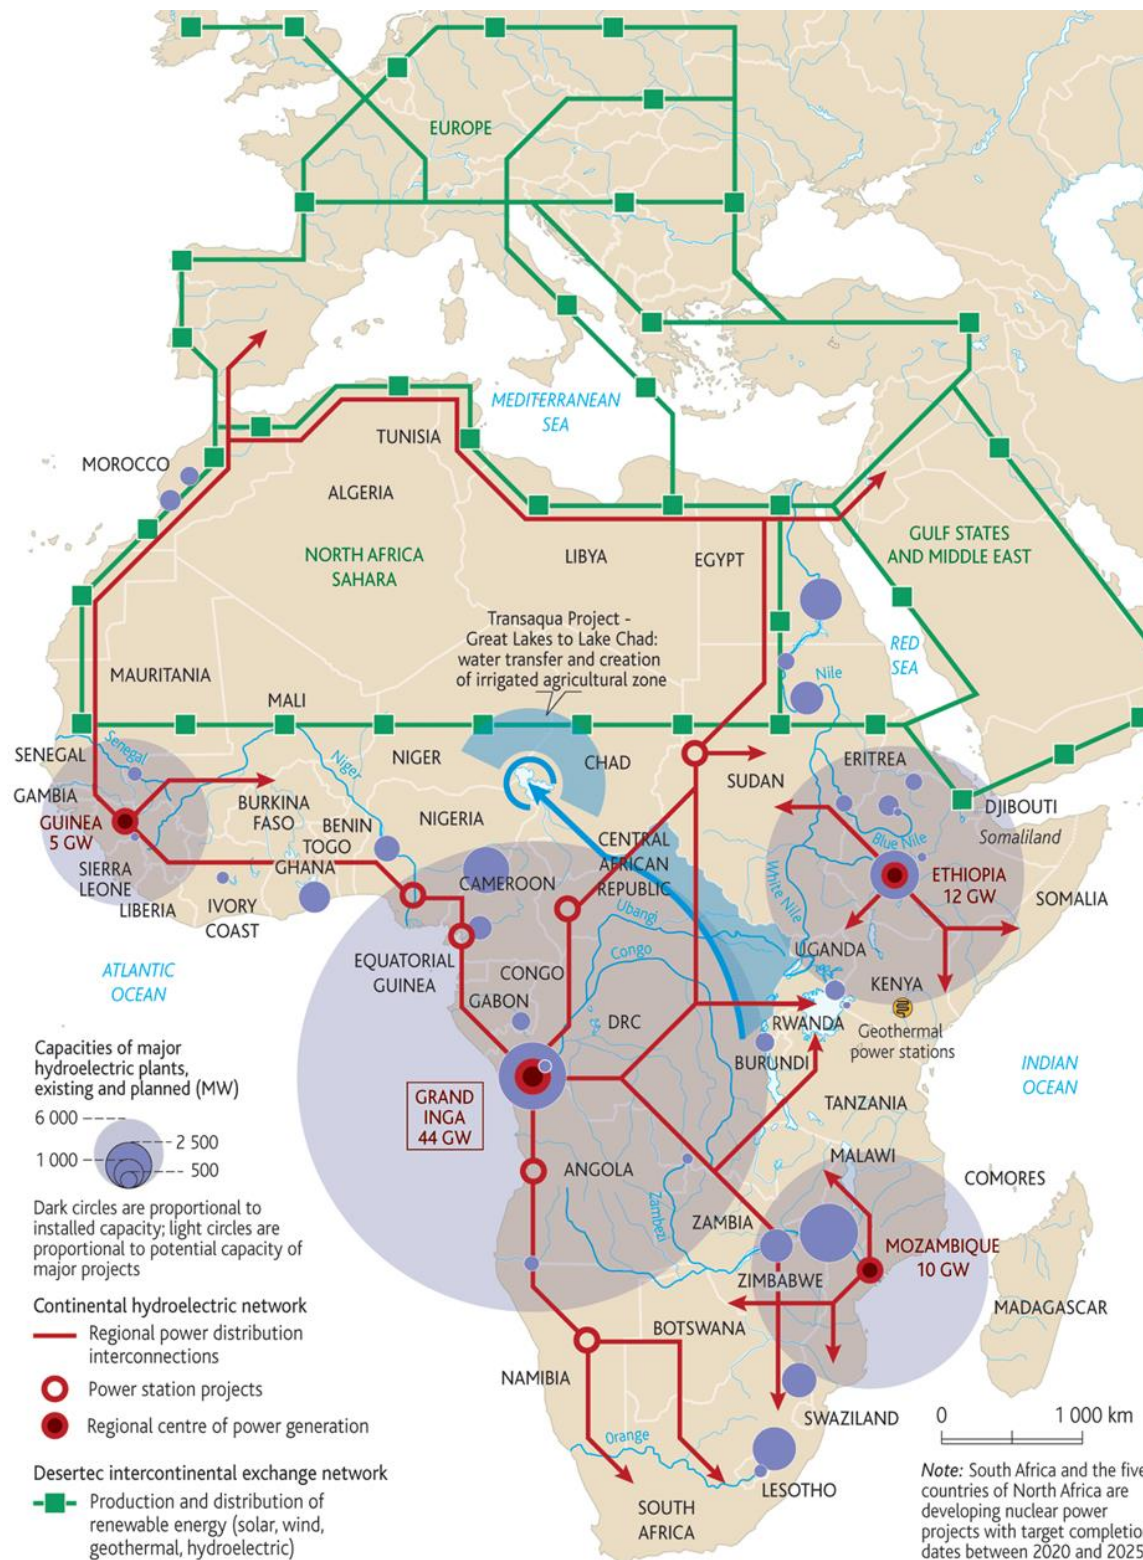 EUROPE
MEDITERRANEAN
SEA
TUNISIA
MOROCCO
ALGERIA
NORTH AFRICA
SAHARA
LIBYA
EGYPT
GULF STATES
AND MIDDLE EAST
Transaqua Project -
Great Lakes to Lake Chad:
water transfer and creation
of irrigated agricultural zone
RED
SEA
MAURITANIA
MALI
Nile
SENEGAL
Senegal
NIGER
Niger
CHAD
SUDAN
ERITREA
GAMBIA
GUINEA
5 GW
BURKINA
FASO
BENIN
TOGO
GHANA
NIGERIA
DJIBOUTI
Somaliland
Blue Nile
CENTRAL
AFRICAN
REPUBLIC
SIERRA
LEONE
LIBERIA
IVORY
COAST
CAMEROON
White Nile
ETHIOPIA
12 GW
SOMALIA
Ubangi
UGANDA
ATLANTIC
OCEAN
EQUATORIAL
GUINEA
CONGO
Congo
GABON
DRC
KENYA
RWANDA
Geothermal
power stations
BURUNDI
INDIAN
OCEAN
GRAND
INGA
44 GW
TANZANIA
ANGOLA
MALAWI
COMORES
Zambezi
ZAMBIA
MOZAMBIQUE
10 GW
ZIMBABWE
MADAGASCAR
BOTSWANA
NAMIBIA
SWAZILAND
Orange
LESOTHO
SOUTH
AFRICA
Capacities of major
hydroelectric plants,
existing and planned (MW)
6 000
2 500
1 000
500
Dark circles are proportional to
installed capacity; light circles are
proportional to potential capacity of
major projects
Continental hydroelectric network
Regional power distribution
interconnections
Power station projects
Regional centre of power generation
Desertec intercontinental exchange network
Production and distribution of
renewable energy (solar, wind,
geothermal, hydroelectric)
0 1 000 km
Note: South Africa and the five
countries of North Africa are
developing nuclear power
projects with target completio
dates between 2020 and 2025